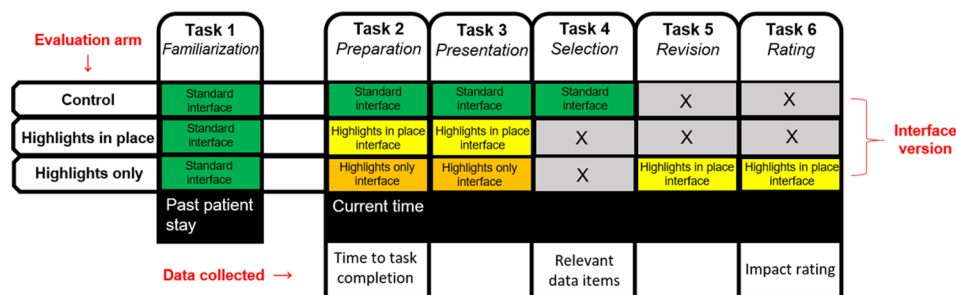 Task 1
Familiarization
Task 2
Preparation
Task 3
Presentation
Task 4
Selection
Task 5
Revision
Task 6
Rating
Evaluation arm
↓
Control
Standard
interface
Standard
interface
Standard
interface
Standard
interface
X
X
Highlights in place
Standard
interface
Highlights in place
interface
Highlights in place
interface
X
X
X
Highlights only
Standard
interface
Highlights only
interface
Highlights only
interface
X
Highlights in place
interface
Highlights in place
interface
Interface
version
Past patient
stay
Current time
Data collected →
Time to task
completion
Relevant
data items
Impact rating